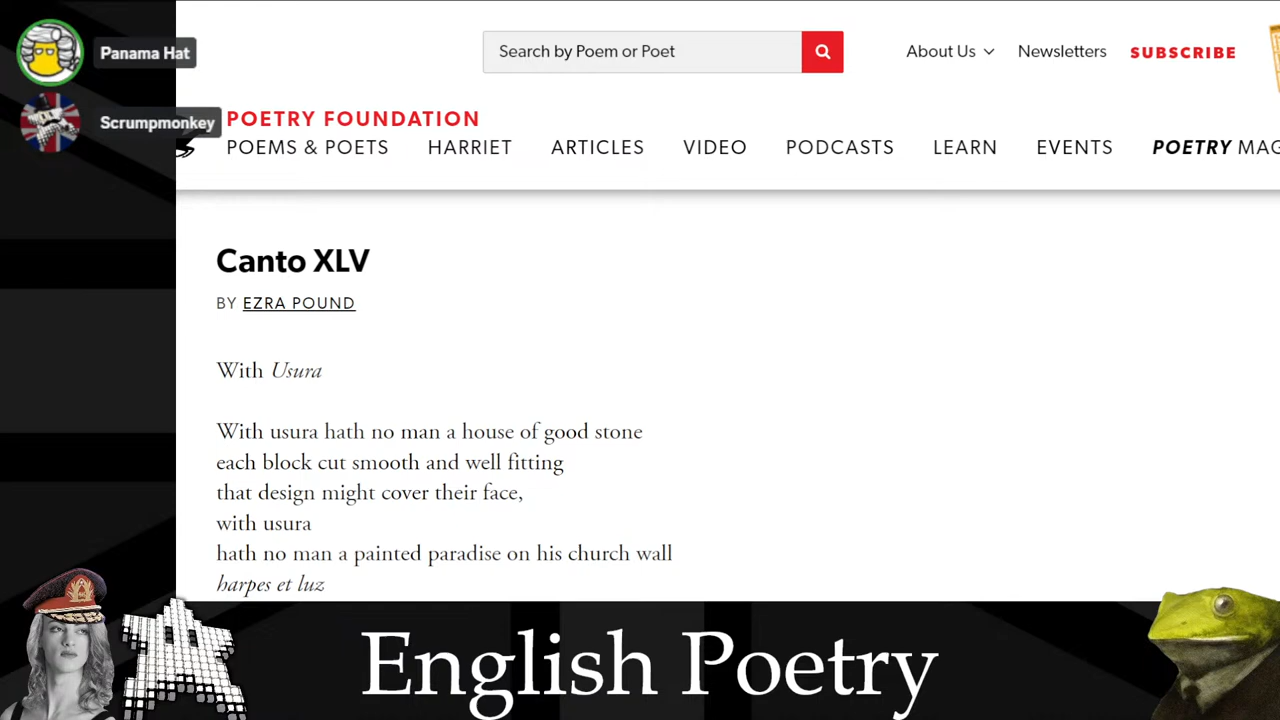 Panama Hat
Scrumpmonkey
Search by Poem or Poet
About Us
Newsletters
SUBSCRIBE
POETRY FOUNDATION
POEMS & POETS
HARRIET
ARTICLES
VIDEO
PODCASTS
LEARN
EVENTS
POETRY MAG
Canto XLV
BY EZRA POUND
With Usura
With usura hath no man a house of good stone
each block cut smooth and well fitting
that design might cover their face,
with usura
hath no man a painted paradise on his church wall
harpes et luz
English Poetry